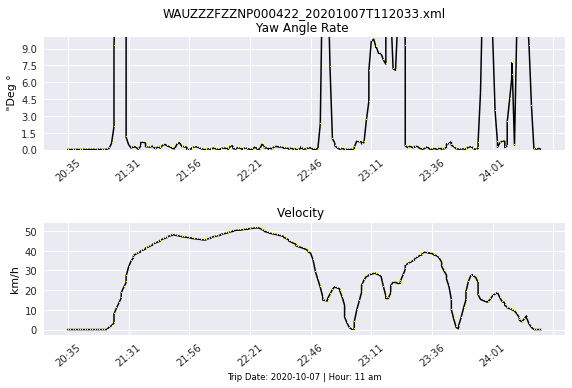 WAUZZZFZZNP000422_20201007T112033.xml
Yaw Angle Rate
"Deg °
9.0
7.5
6.0
4.5
3.0
1.5
0.0
20:35 21:31 21:56 22:21 22:46 23:11 23:36 24:01
Velocity
km/h
50
40
30
20
10
0
20:35 21:31 21:56 22:21 22:46 23:11 23:36 24:01
Trip Date: 2020-10-07 | Hour: 11 am